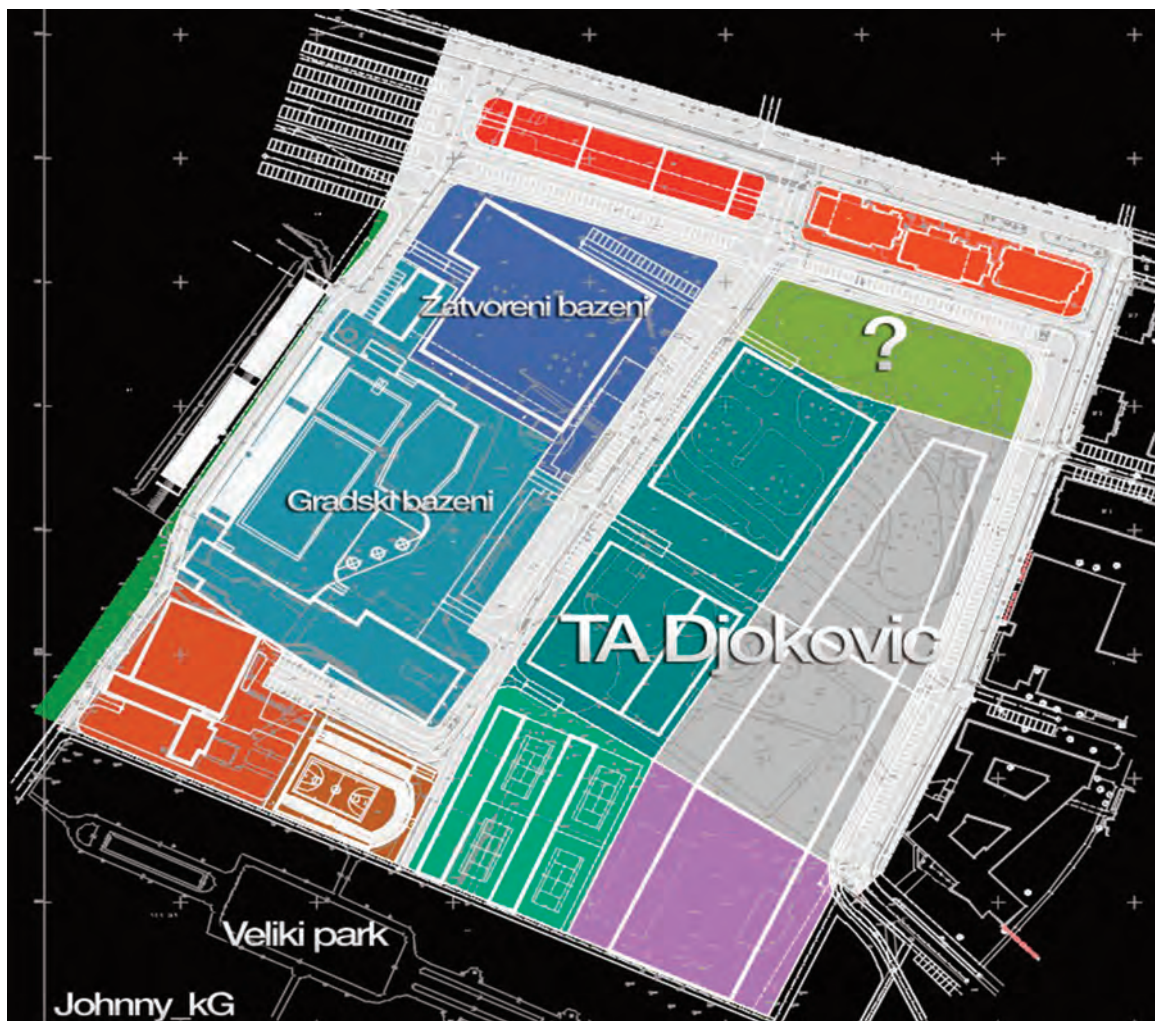 Zatvoreni bazeni
?
Gradski bazeni
TA Djokovic
Veliki park
Johnny_kG